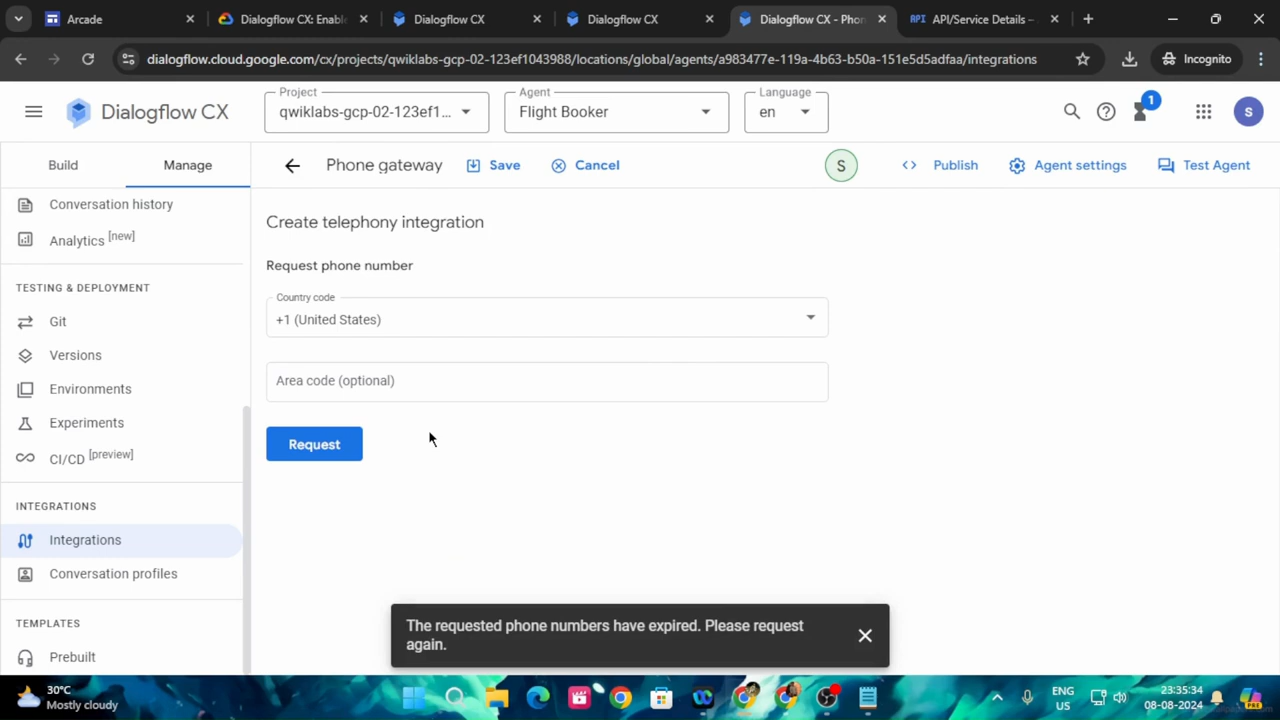 Arcade
Dialogflow CX: Enable
Dialogflow CX
Dialogflow CX
Dialogflow CX - Phon
API API/Service Details –
dialogflow.cloud.google.com/cx/projects/qwiklabs-gcp-02-123ef1043988/locations/global/agents/a983477e-119a-4b63-b50a-151e5d5adfaa/integrations
Incognito
Dialogflow CX
Project
qwiklabs-gcp-02-123ef1...
Agent
Flight Booker
Language
en
1
S
Build
Manage
Phone gateway
Save
Cancel
S
Publish
Agent settings
Test Agent
Conversation history
Analytics [new]
TESTING & DEPLOYMENT
Git
Versions
Environments
Experiments
CI/CD [preview]
INTEGRATIONS
Integrations
Conversation profiles
TEMPLATES
Prebuilt
Create telephony integration
Request phone number
Country code
+1 (United States)
Area code (optional)
Request
The requested phone numbers have expired. Please request
again.
30°C
Mostly cloudy
ENG
US
23:35:34
08-08-2024
PRE